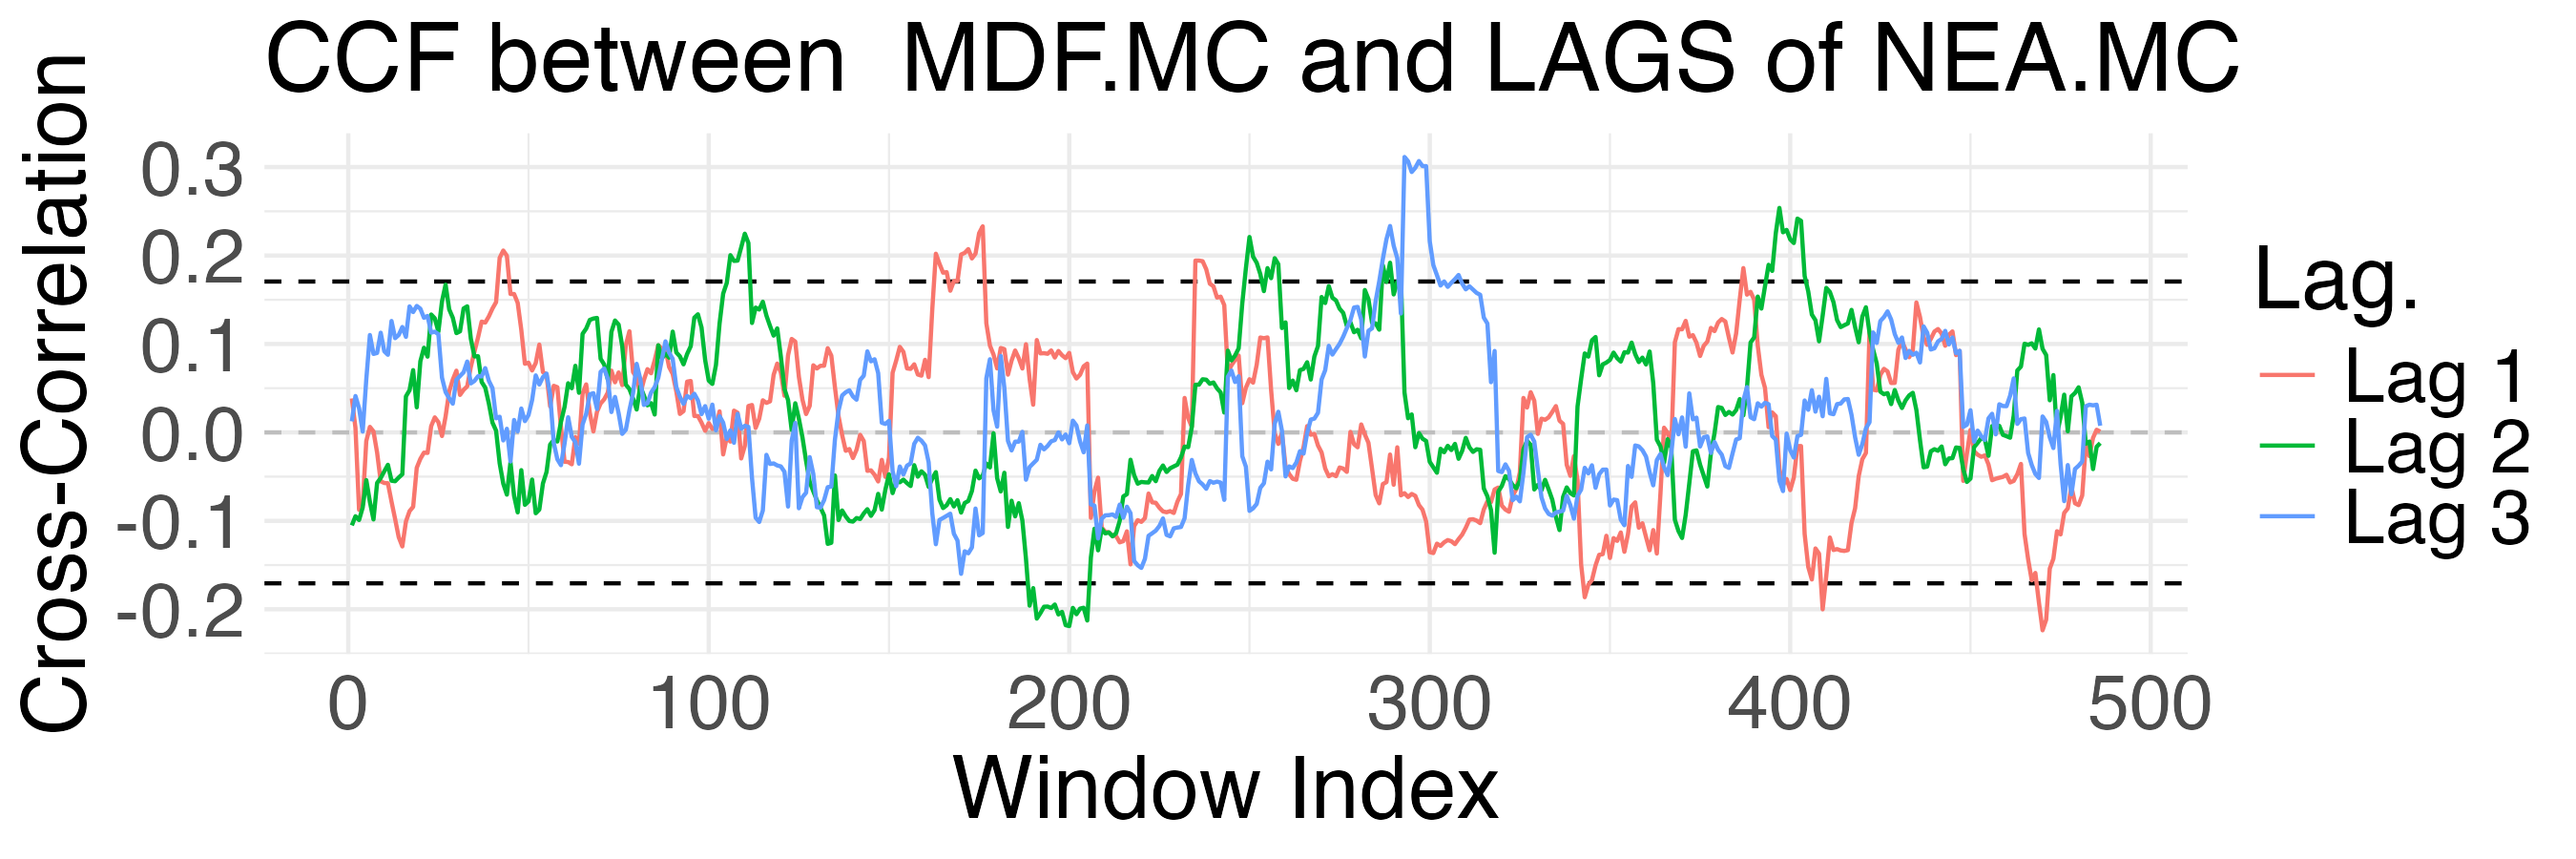 CCF between  MDF.MC and LAGS of NEA.MC
Cross-Correlation
0.3
0.2
0.1
0.0
-0.1
-0.2
0 100 200 300 400 500
Window Index
Lag.
Lag 1
Lag 2
Lag 3